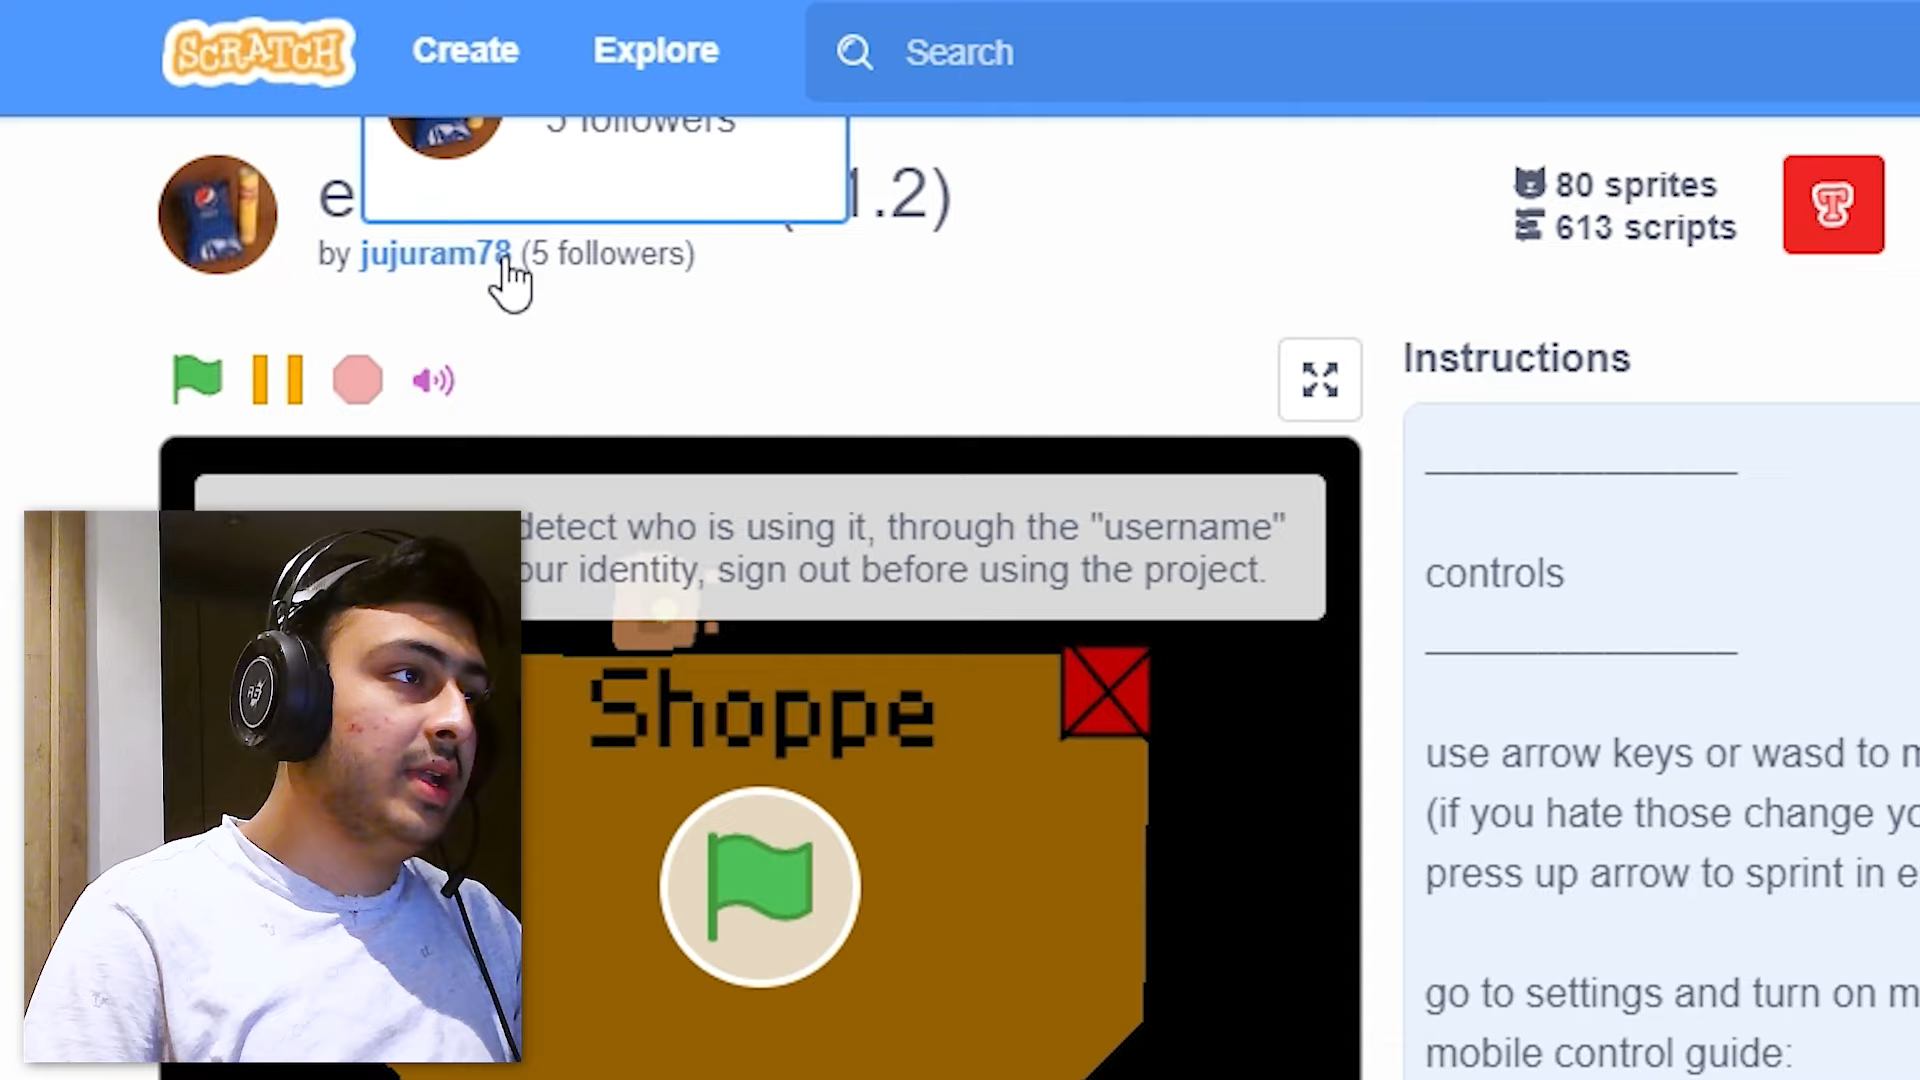 SCRATCH
Create
Explore
Search
5 followers
e
1.2)
by jujuram78 (5 followers)
80 sprites
613 scripts
T
Instructions
detect who is using it, through the "username"
our identity, sign out before using the project.
Shoppe
controls
use arrow keys or wasd to m
(if you hate those change yo
press up arrow to sprint in e
go to settings and turn on m
mobile control guide: